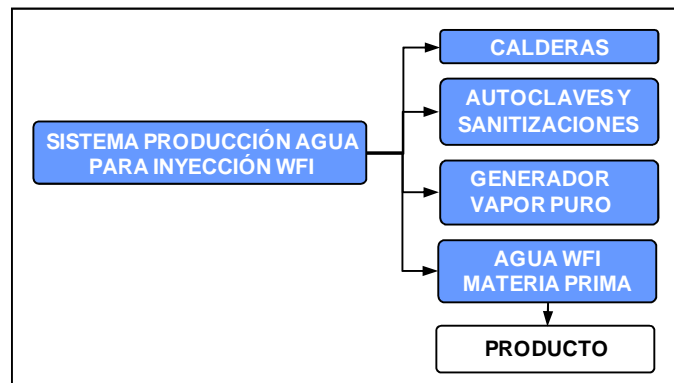 CALDERAS
AUTOCLAVES Y
SANITIZACIONES
SISTEMA PRODUCCIÓN AGUA
PARA INYECCIÓN WFI
GENERADOR
VAPOR PURO
AGUA WFI
MATERIA PRIMA
PRODUCTO